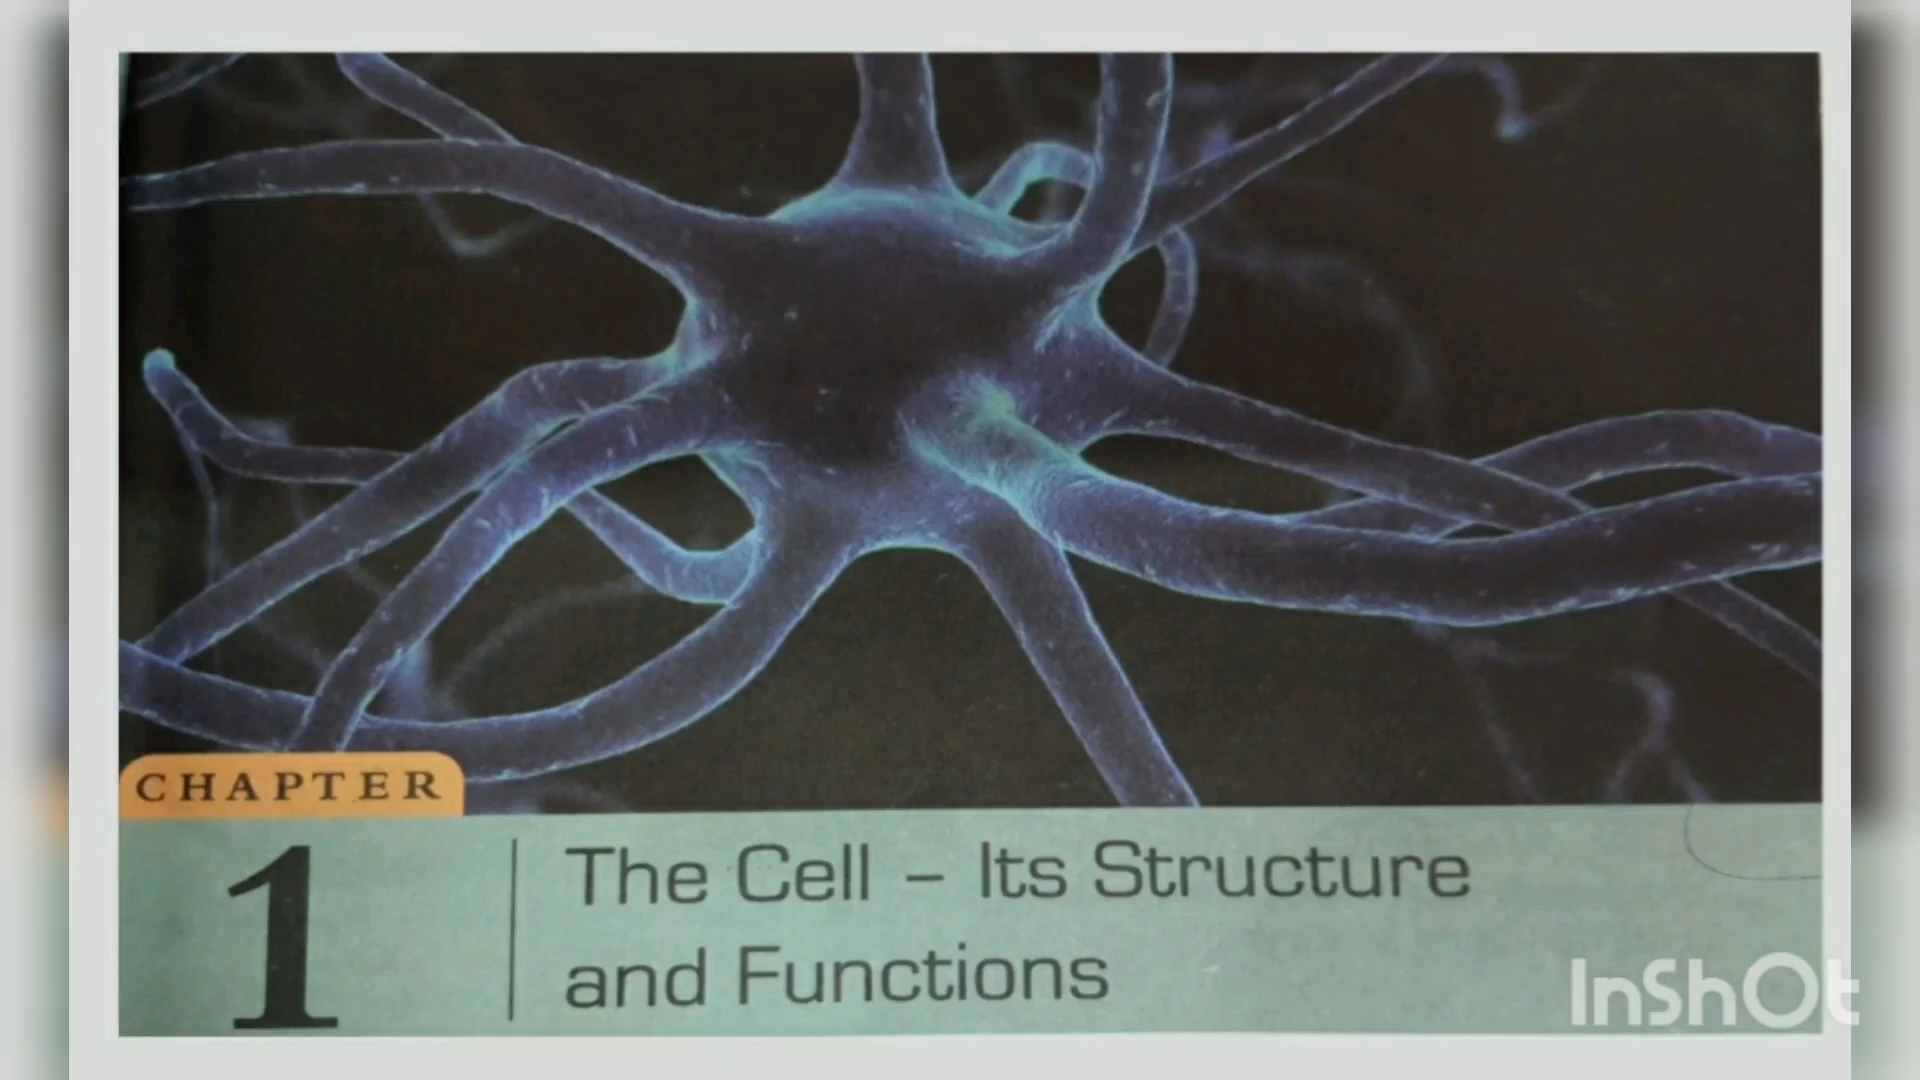 CHAPTER
1
The Cell – Its Structure
and Functions
InShOt